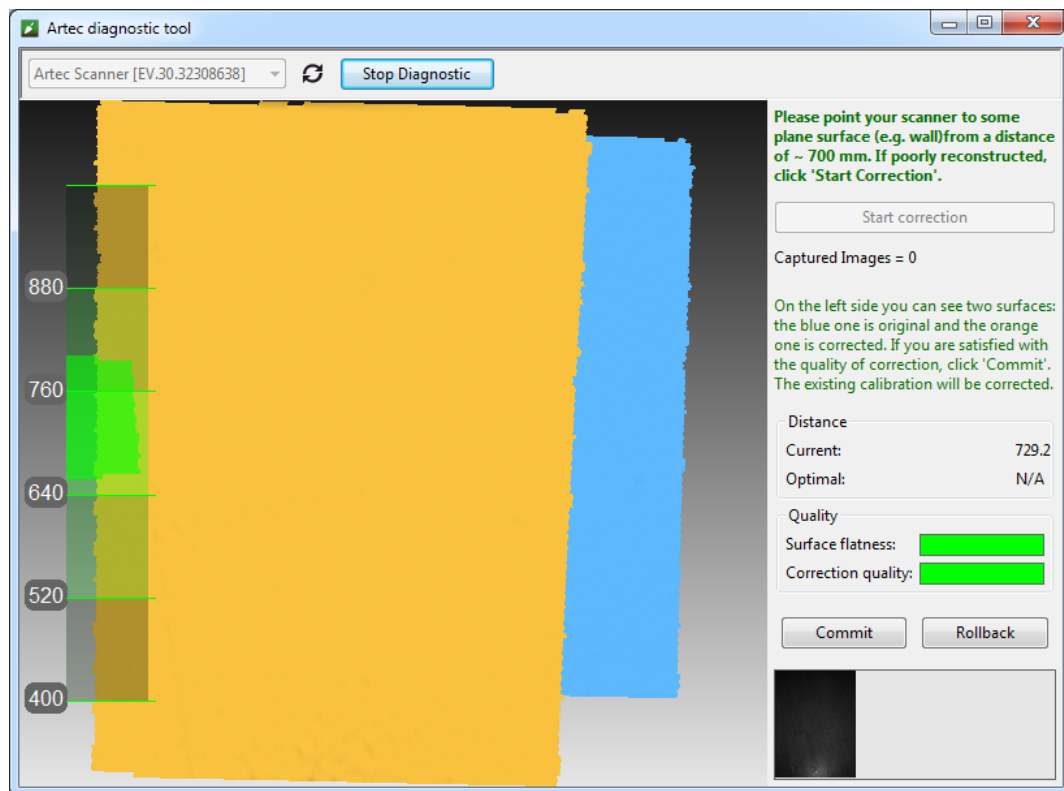 Artec diagnostic tool
Artec Scanner [EV.30.32308638]
Stop Diagnostic
Please point your scanner to some
plane surface (e.g. wall)from a distance
of ~ 700 mm. If poorly reconstructed,
click 'Start Correction'.
Start correction
Captured Images = 0
On the left side you can see two surfaces:
the blue one is original and the orange
one is corrected. If you are satisfied with
the quality of correction, click 'Commit'.
The existing calibration will be corrected.
Distance
Current: 729.2
Optimal: N/A
Quality
Surface flatness:
Correction quality:
Commit Rollback
880
760
640
520
400